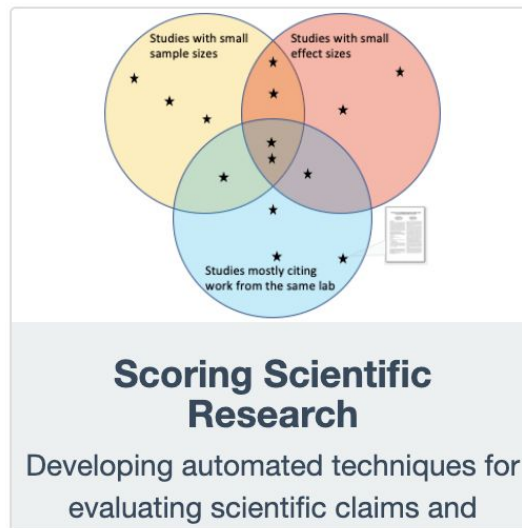 Studies with small
sample sizes
Studies with small
effect sizes
Studies mostly citing
work from the same lab
Scoring Scientific
Research
Developing automated techniques for
evaluating scientific claims and